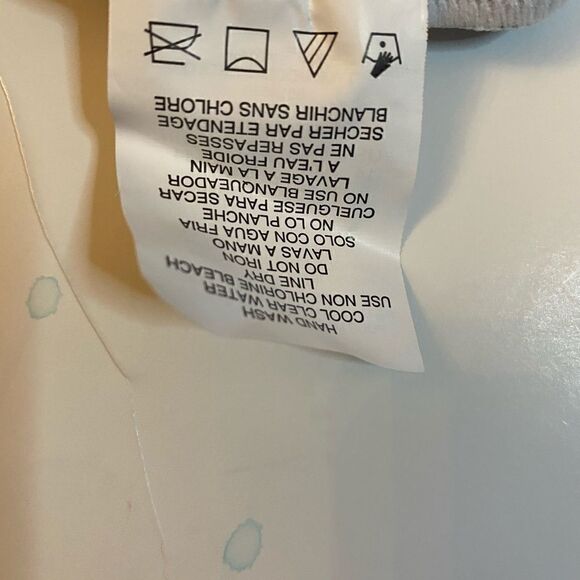 HAND WASH
COOL CLEAR WATER
USE NON CHLORINE BLEACH
LINE DRY
DO NOT IRON
LAVAS A MANO
SOLO CON AGUA FRIA
NO LO PLANCHE
CUELGUESE PARA SECAR
NO USE BLANQUEADOR
LAVAGE A LA MAIN
A L'EAU FROIDE
NE PAS REPASSES
SECHER PAR ETENDAGE
BLANCHIR SANS CHLORE